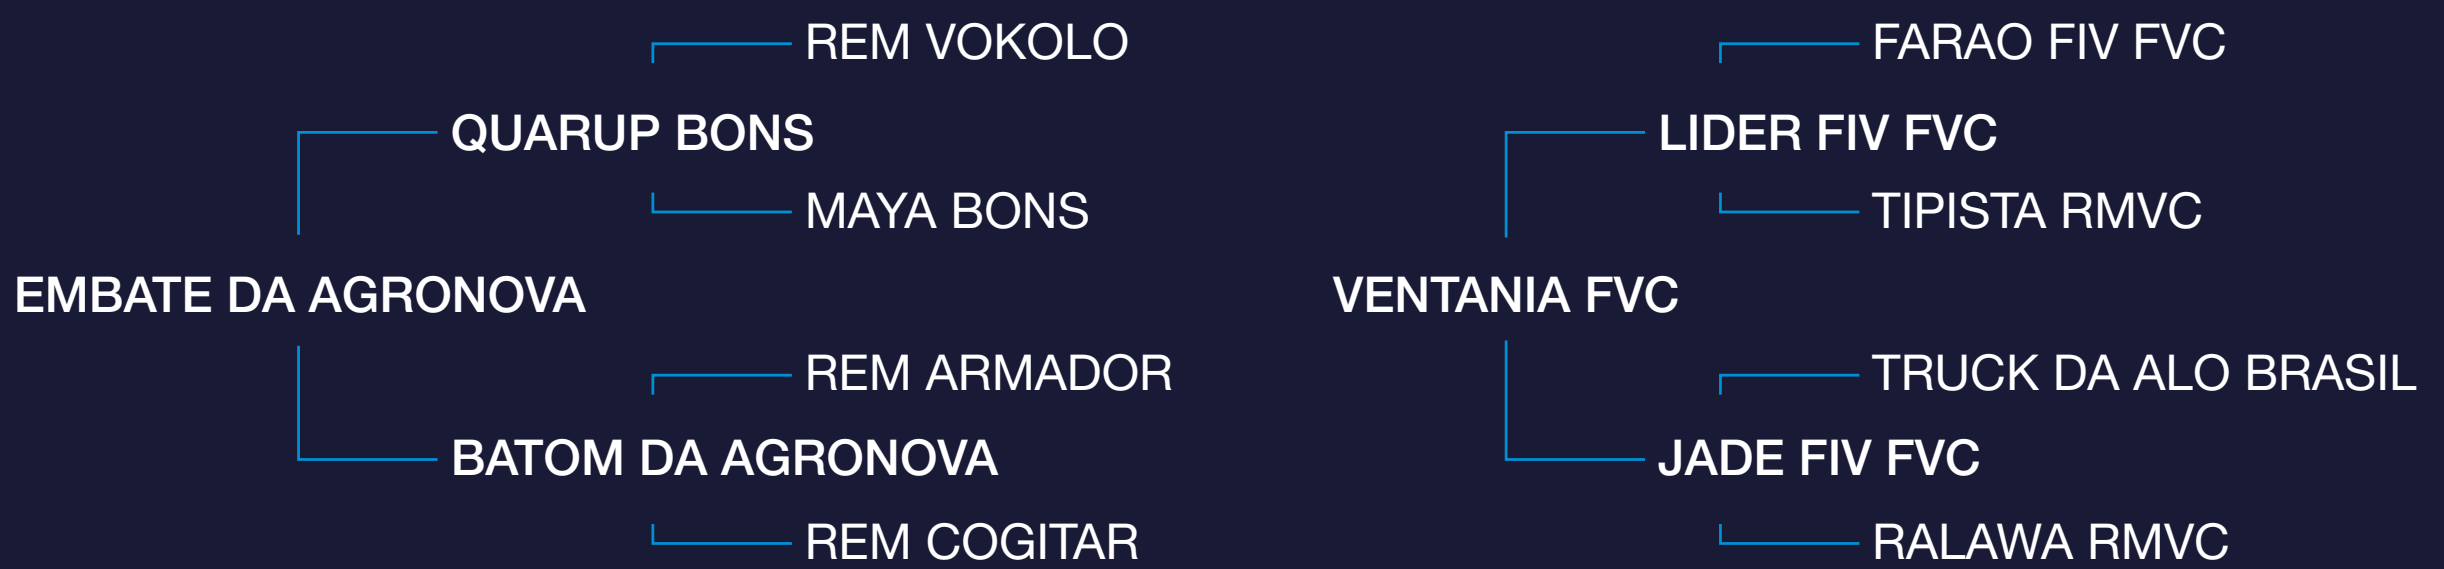 REM VOKOLO
QUARUP BONS
MAYA BONS
EMBATE DA AGRONOVA
REM ARMADOR
BATOM DA AGRONOVA
REM COGITAR
FARAO FIV FVC
LIDER FIV FVC
TIPISTA RMVC
VENTANIA FVC
TRUCK DA ALO BRASIL
JADE FIV FVC
RALAWA RMVC